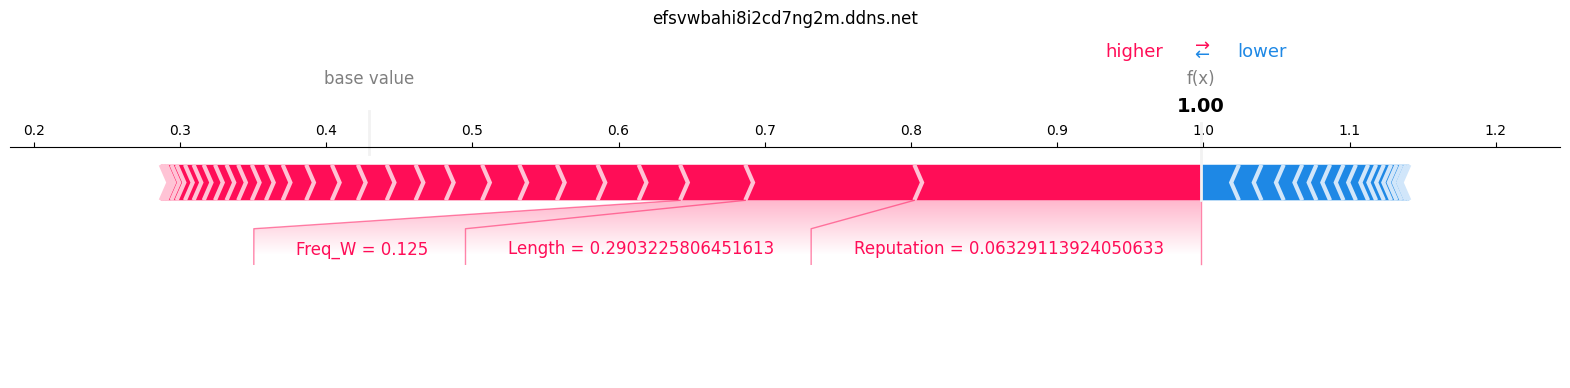 efsvwbahi8i2cd7ng2m.ddns.net
higher ⇄ lower
base value f(x)
1.00
0.2 0.3 0.4 0.5 0.6 0.7 0.8 0.9 1.0 1.1 1.2
Freq_W = 0.125 Length = 0.2903225806451613 Reputation = 0.06329113924050633